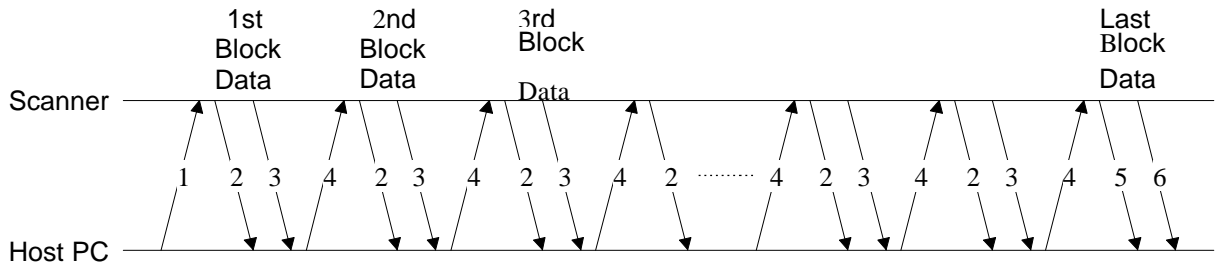 1st
Block
Data
2nd
Block
Data
3rd
Block
Data
Last
Block
Data
Scanner
1 2 3 4 2 3 4 2 3 4 2 ......... 4 2 3 4 2 3 4 5 6
Host PC